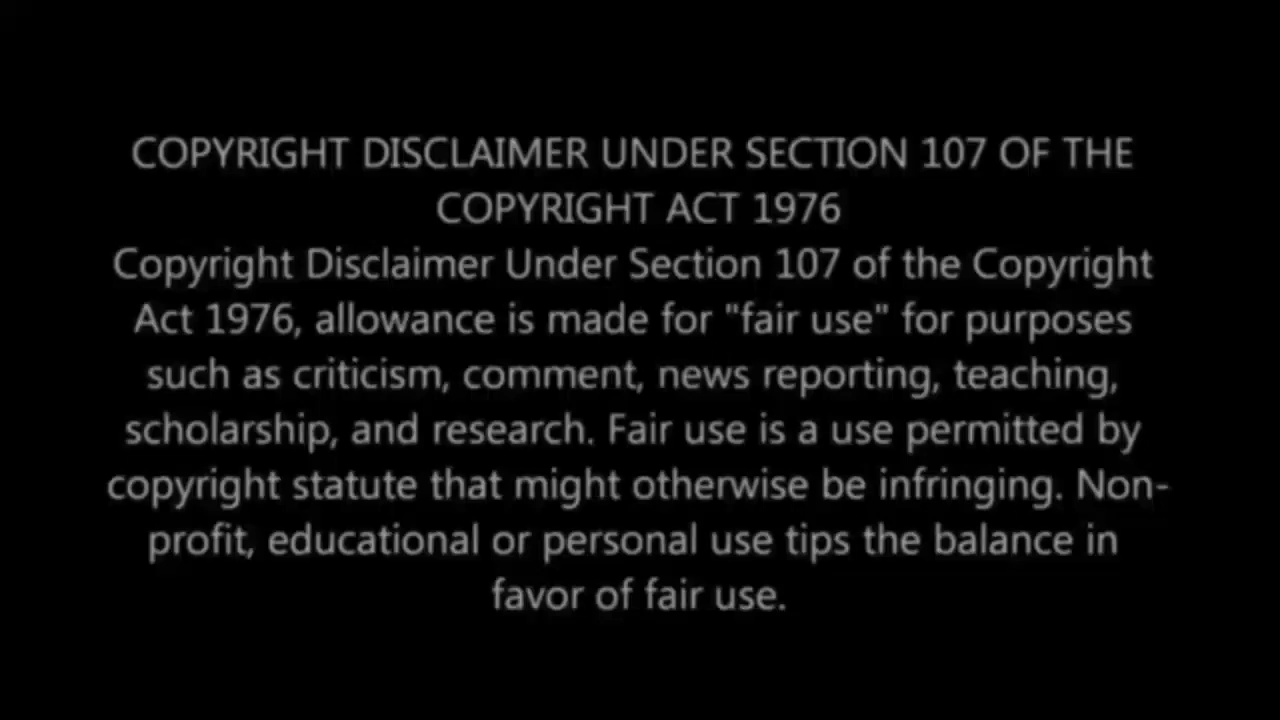 COPYRIGHT DISCLAIMER UNDER SECTION 107 OF THE
COPYRIGHT ACT 1976
Copyright Disclaimer Under Section 107 of the Copyright
Act 1976, allowance is made for "fair use" for purposes
such as criticism, comment, news reporting, teaching,
scholarship, and research. Fair use is a use permitted by
copyright statute that might otherwise be infringing. Non-
profit, educational or personal use tips the balance in
favor of fair use.